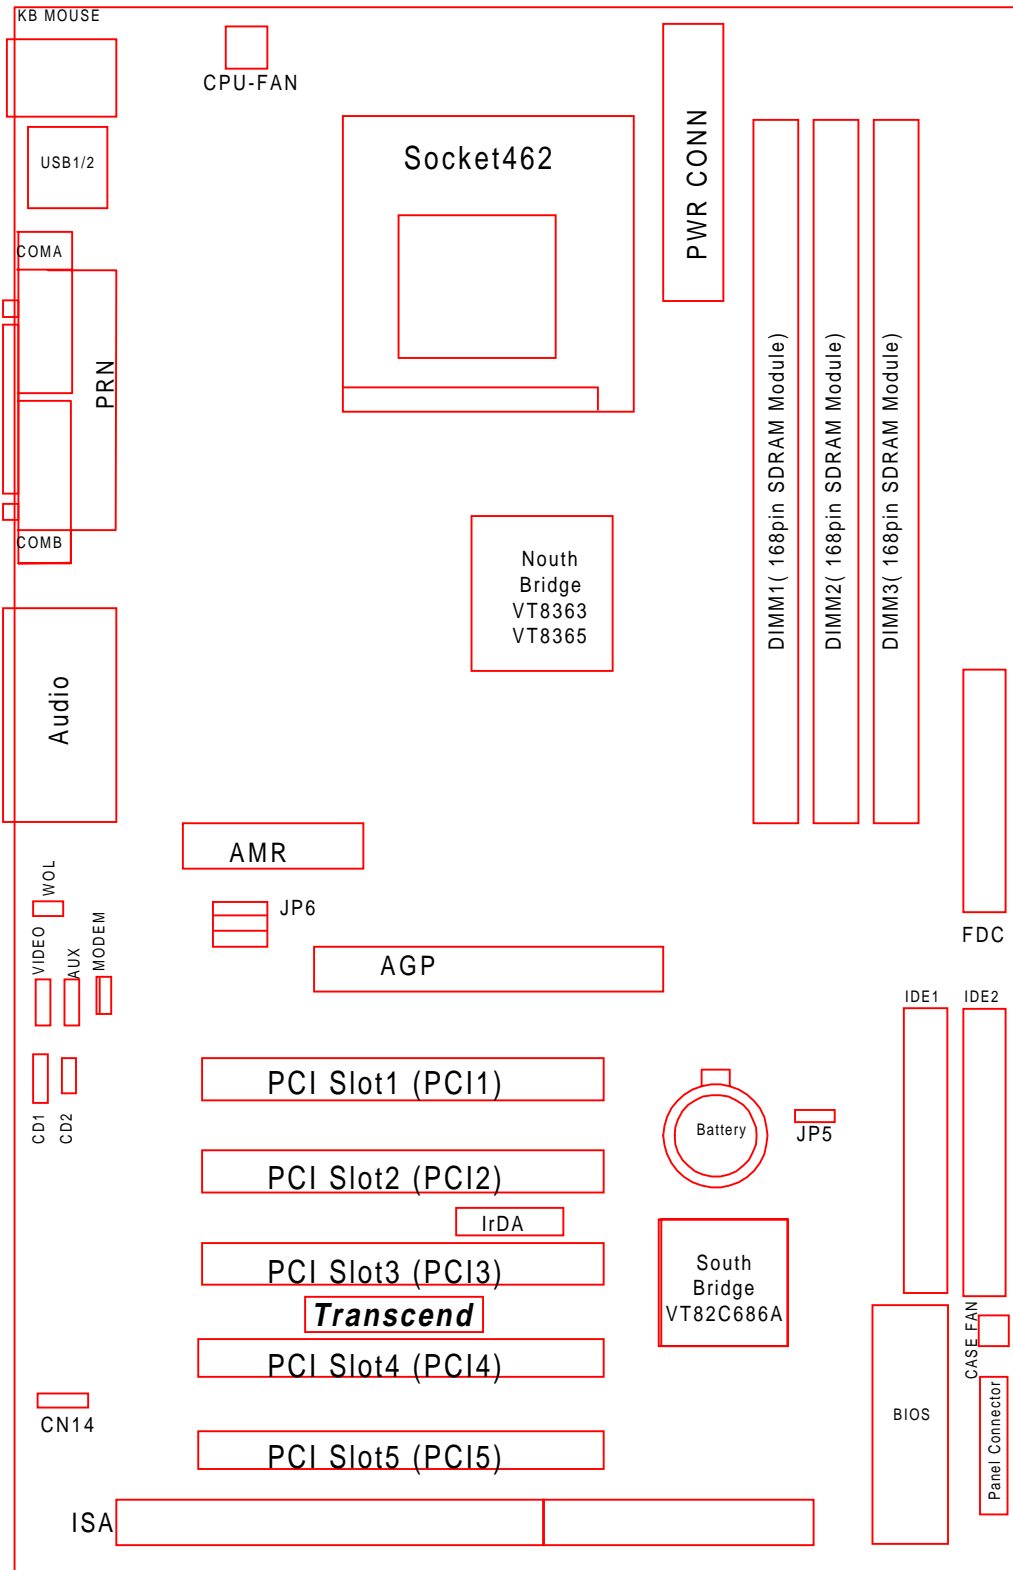 KB MOUSE
CPU-FAN
USB1/2
Socket462
PWR CONN
COMA
PRN
COMB
DIMM1( 168pin SDRAM Module)
DIMM2( 168pin SDRAM Module)
DIMM3( 168pin SDRAM Module)
Nouth
Bridge
VT8363
VT8365
Audio
AMR
WOL
JP6
VIDEO
AUX
MODEM
AGP
FDC
IDE1
IDE2
PCI Slot1 (PCI1)
CD1
CD2
Battery
JP5
PCI Slot2 (PCI2)
IrDA
PCI Slot3 (PCI3)
South
Bridge
VT82C686A
Transcend
CASE FAN
PCI Slot4 (PCI4)
CN14
BIOS
Panel Connector
PCI Slot5 (PCI5)
ISA